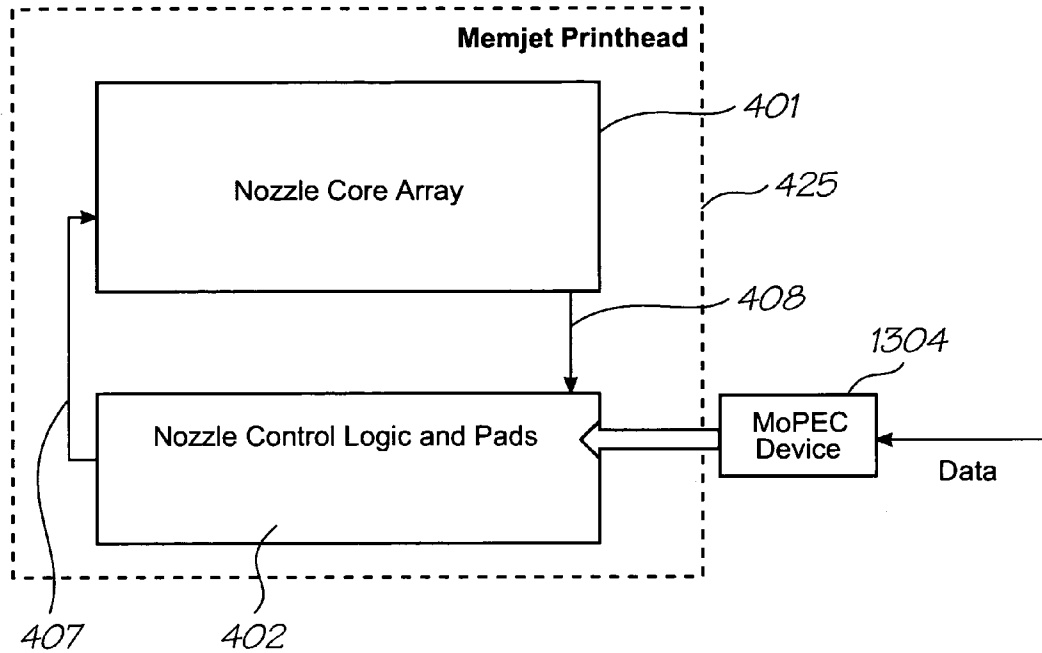 Memjet Printhead
401
Nozzle Core Array
425
408
1304
Nozzle Control Logic and Pads
MoPEC
Device
Data
407
402